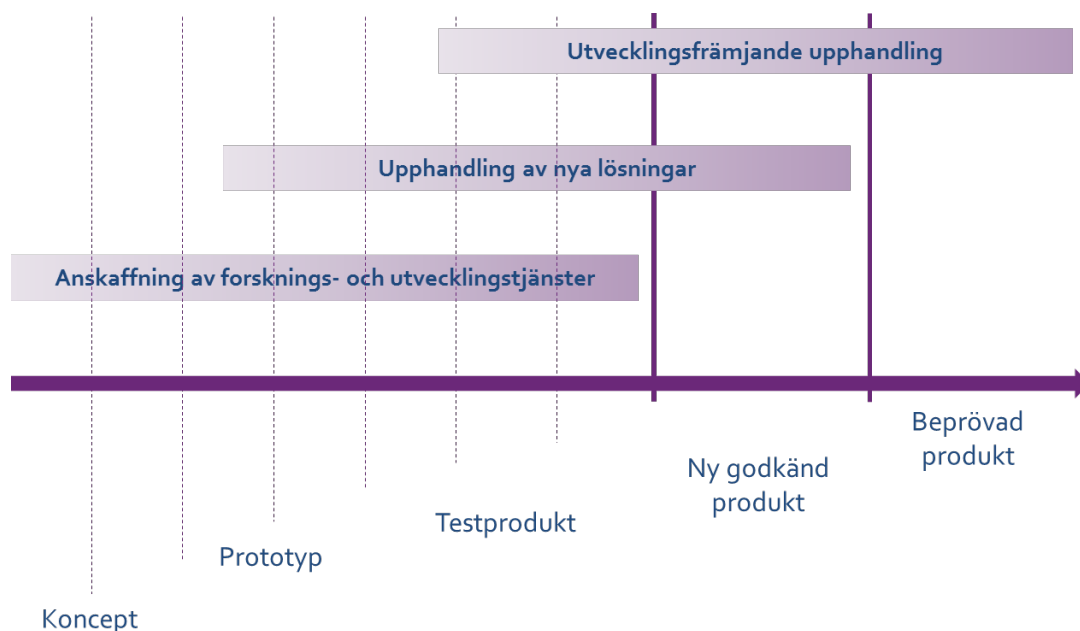 Utvecklingsfrämjande upphandling
Upphandling av nya lösningar
Anskaffning av forsknings- och utvecklingstjänster
Beprövad
produkt
Ny godkänd
produkt
Testprodukt
Prototyp
Koncept